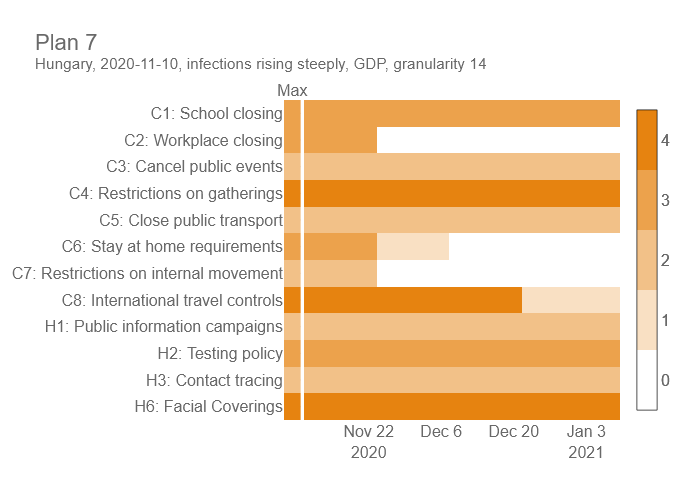 Plan 7
Hungary, 2020-11-10, infections rising steeply, GDP, granularity 14
Max
C1: School closing
C2: Workplace closing
C3: Cancel public events
C4: Restrictions on gatherings
C5: Close public transport
C6: Stay at home requirements
C7: Restrictions on internal movement
C8: International travel controls
H1: Public information campaigns
H2: Testing policy
H3: Contact tracing
H6: Facial Coverings
4
3
2
1
0
Nov 22 Dec 6 Dec 20 Jan 3
2020 2021